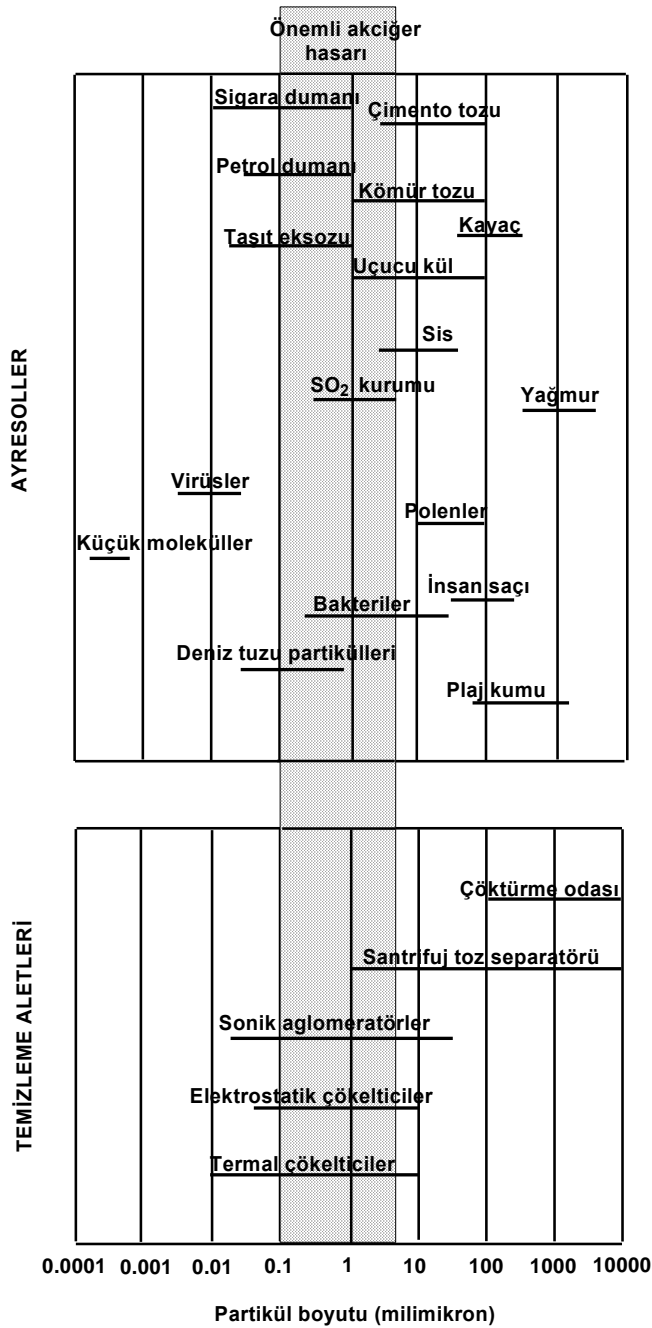 Önemli akciğer
hasarı
Sigara dumanı
Çimento tozu
Petrol dumanı
Kömür tozu
Kayaç
Taşıt eksozu
Uçucu kül
Sis
SO₂ kurumu
Yağmur
Virüsler
Polenler
Küçük moleküller
İnsan saçı
Bakteriler
Deniz tuzu partikülleri
Plaj kumu
AYRESOLLER
Çöktürme odası
Santrifuj toz separatörü
Sonik aglomeratörler
Elektrostatik çökelticiler
Termal çökelticiler
TEMİZLEME ALETLERİ
0.0001 0.001 0.01 0.1 1 10 100 1000 10000
Partikül boyutu (milimikron)